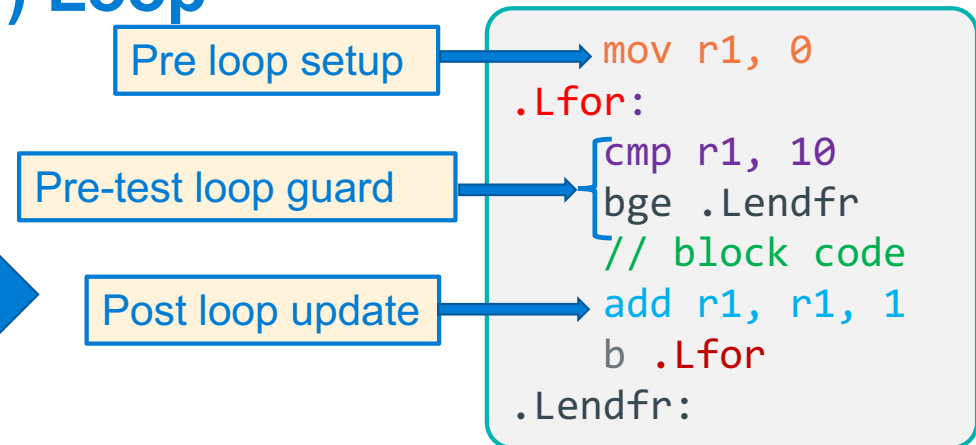 ) Loop
Pre loop setup
mov r1, 0
.Lfor:
Pre-test loop guard
cmp r1, 10
bge .Lendfr
// block code
Post loop update
add r1, r1, 1
b .Lfor
.Lendfr: